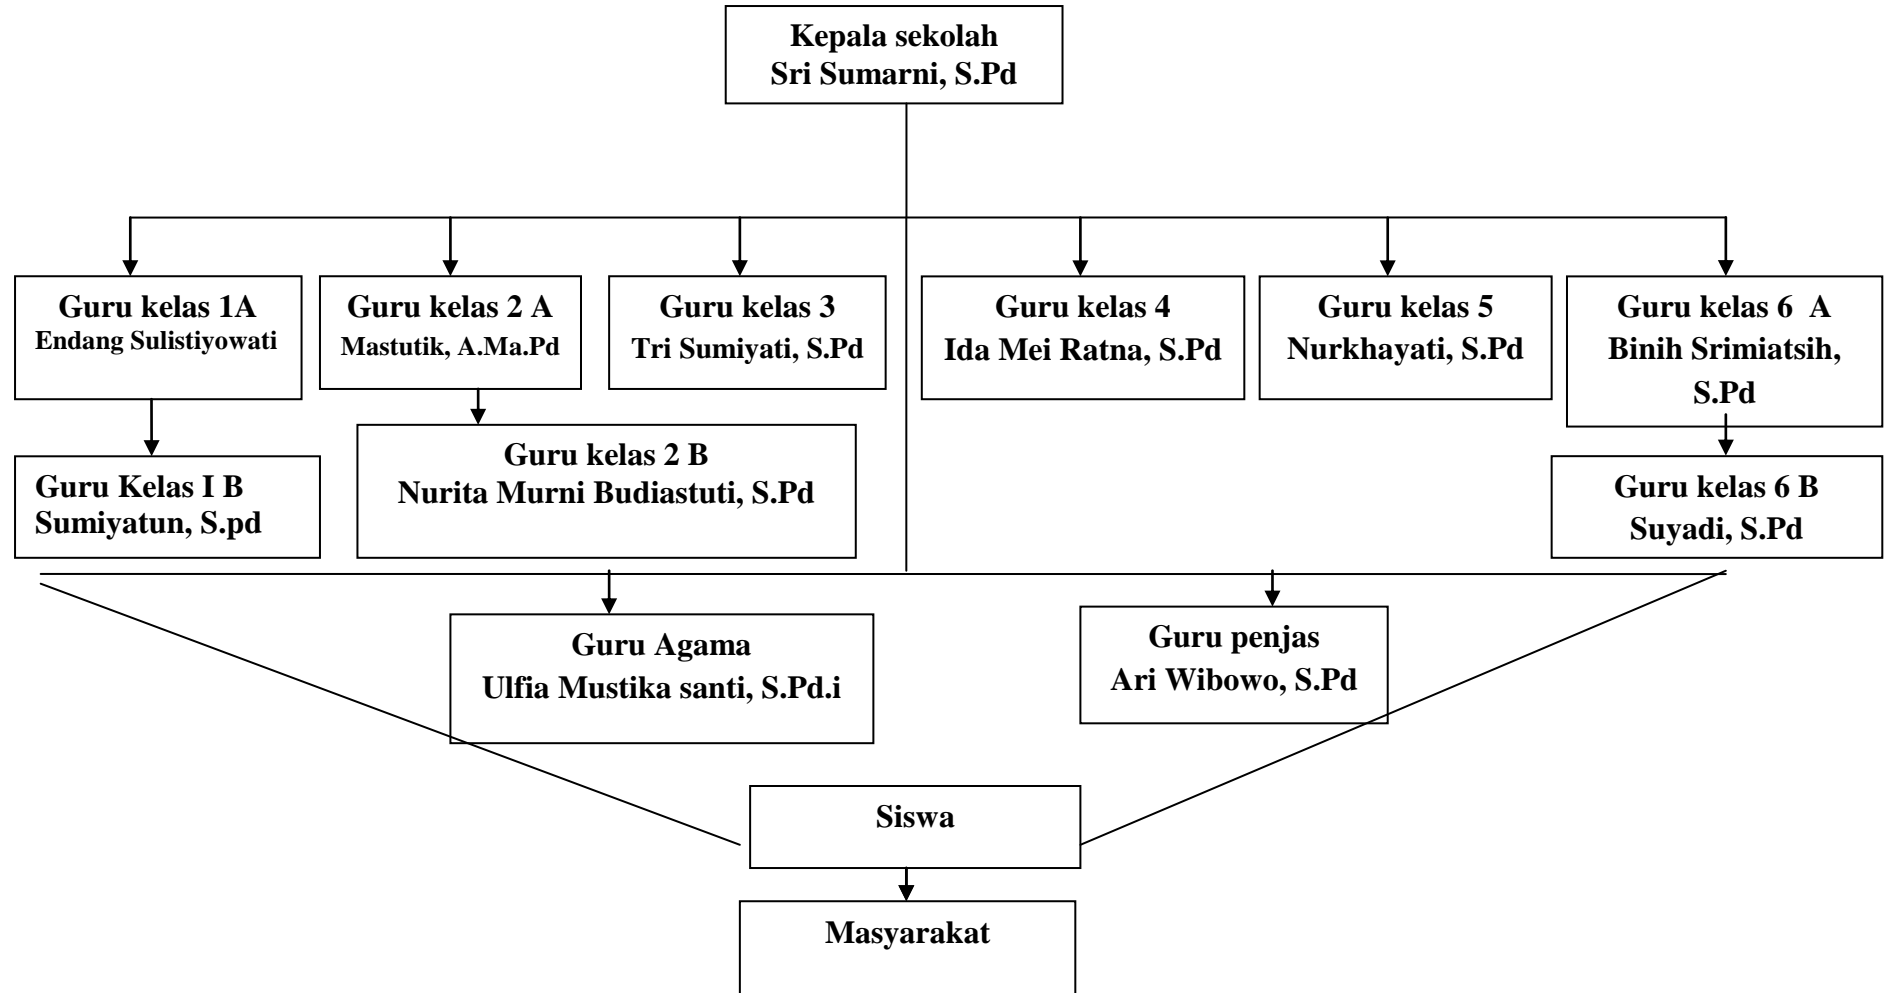 Kepala sekolah
Sri Sumarni, S.Pd
Guru kelas 1A
Endang Sulistiyowati
Guru kelas 2 A
Mastutik, A.Ma.Pd
Guru kelas 3
Tri Sumiyati, S.Pd
Guru kelas 4
Ida Mei Ratna, S.Pd
Guru kelas 5
Nurkhayati, S.Pd
Guru kelas 6  A
Binih Srimiatsih,
S.Pd
Guru Kelas I B
Sumiyatun, S.pd
Guru kelas 2 B
Nurita Murni Budiastuti, S.Pd
Guru kelas 6 B
Suyadi, S.Pd
Guru Agama
Ulfia Mustika santi, S.Pd.i
Guru penjas
Ari Wibowo, S.Pd
Siswa
Masyarakat